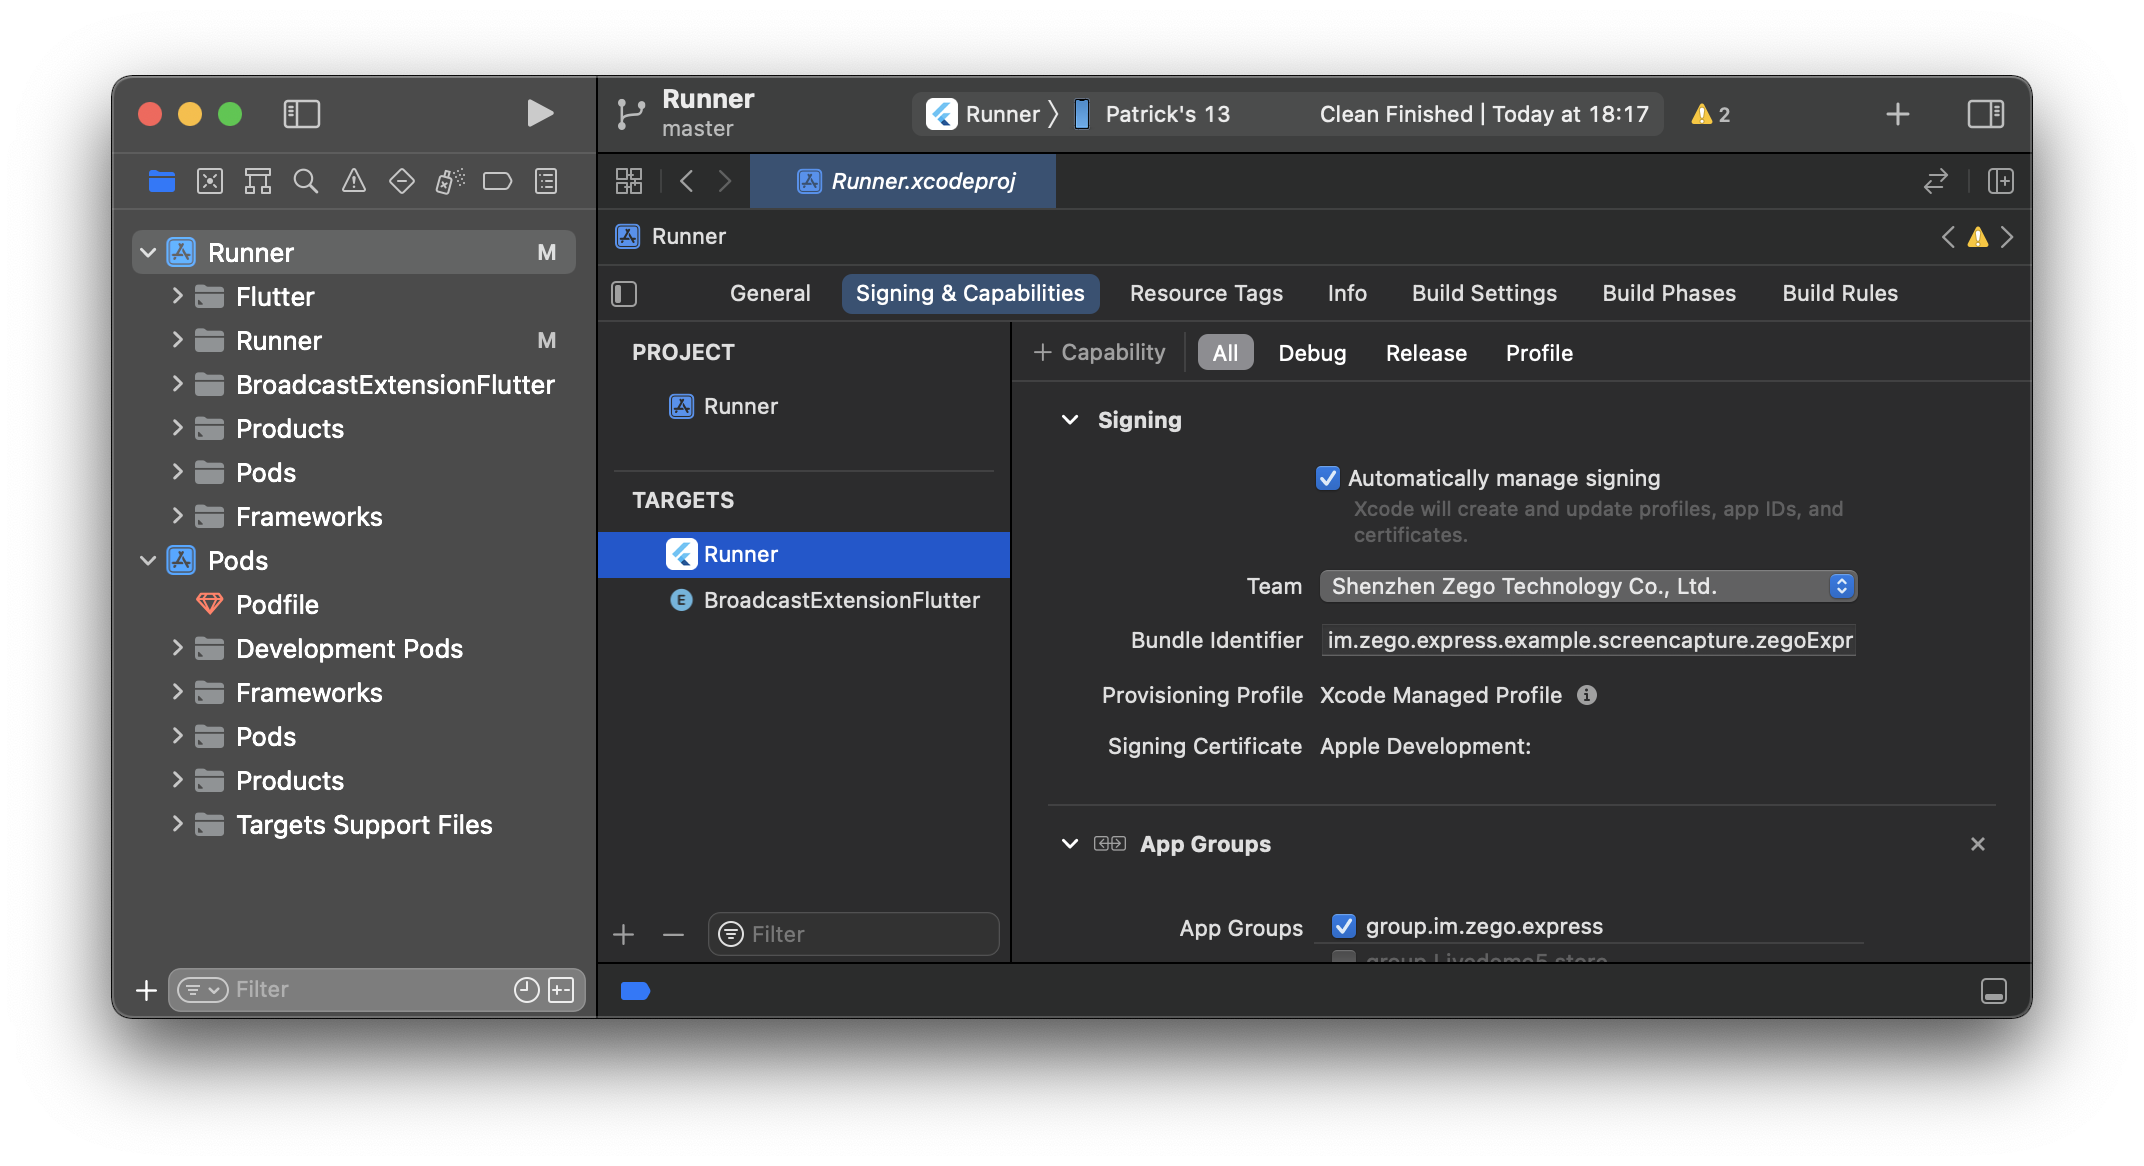 Runner
master
Runner
Patrick's 13
Clean Finished | Today at 18:17
2
Runner.xcodeproj
Runner M
Flutter
Runner M
BroadcastExtensionFlutter
Products
Pods
Frameworks
Pods
Podfile
Development Pods
Frameworks
Pods
Products
Targets Support Files
Filter
Runner
General
Signing & Capabilities
Resource Tags
Info
Build Settings
Build Phases
Build Rules
PROJECT
Runner
TARGETS
Runner
E BroadcastExtensionFlutter
Filter
+ Capability
All
Debug
Release
Profile
Signing
Automatically manage signing
Xcode will create and update profiles, app IDs, and
certificates.
Team Shenzhen Zego Technology Co., Ltd.
Bundle Identifier im.zego.express.example.screencapture.zegoExpr
Provisioning Profile Xcode Managed Profile
Signing Certificate Apple Development:
App Groups
App Groups group.im.zego.express